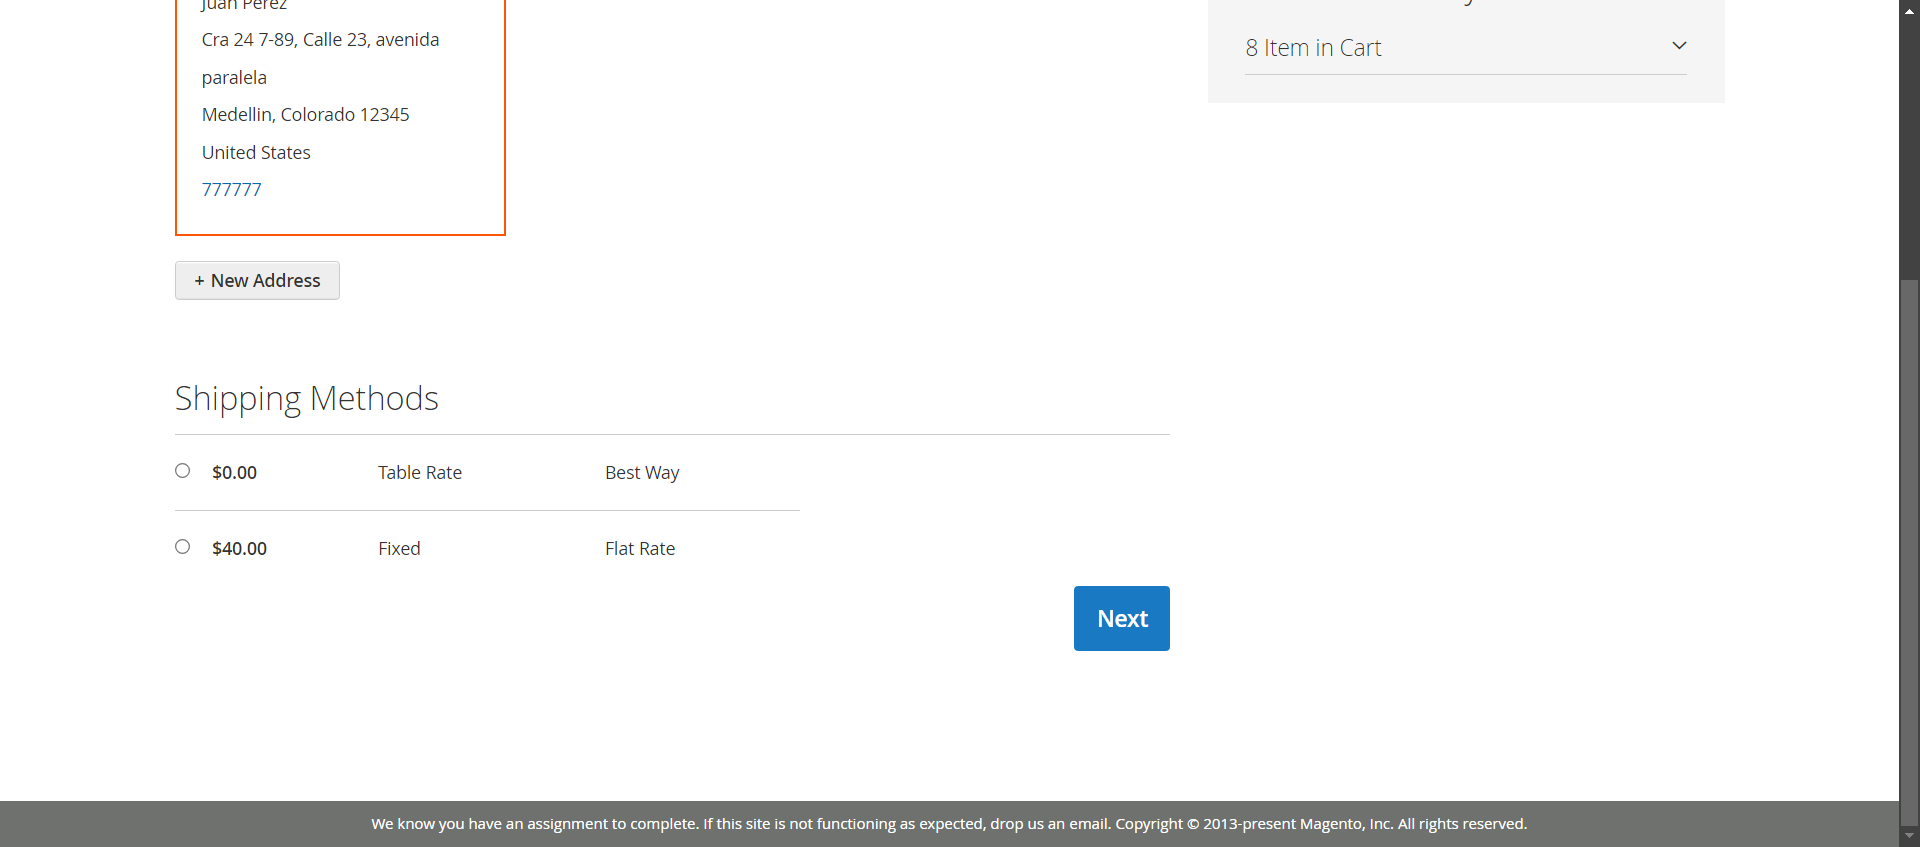 Juan Perez
Cra 24 7-89, Calle 23, avenida
paralela
Medellin, Colorado 12345
United States
777777
+ New Address
8 Item in Cart
Shipping Methods
$0.00 Table Rate Best Way
$40.00 Fixed Flat Rate
Next
We know you have an assignment to complete. If this site is not functioning as expected, drop us an email. Copyright © 2013-present Magento, Inc. All rights reserved.